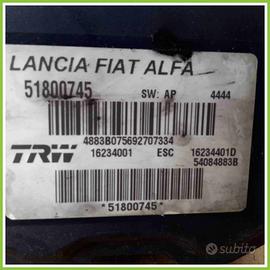 LANCIA FIAT ALFA
51800745
SW: AP 4444
4883B075692707334
TRW 16234001 ESC 16234401D
54084883B
*51800745*
subito